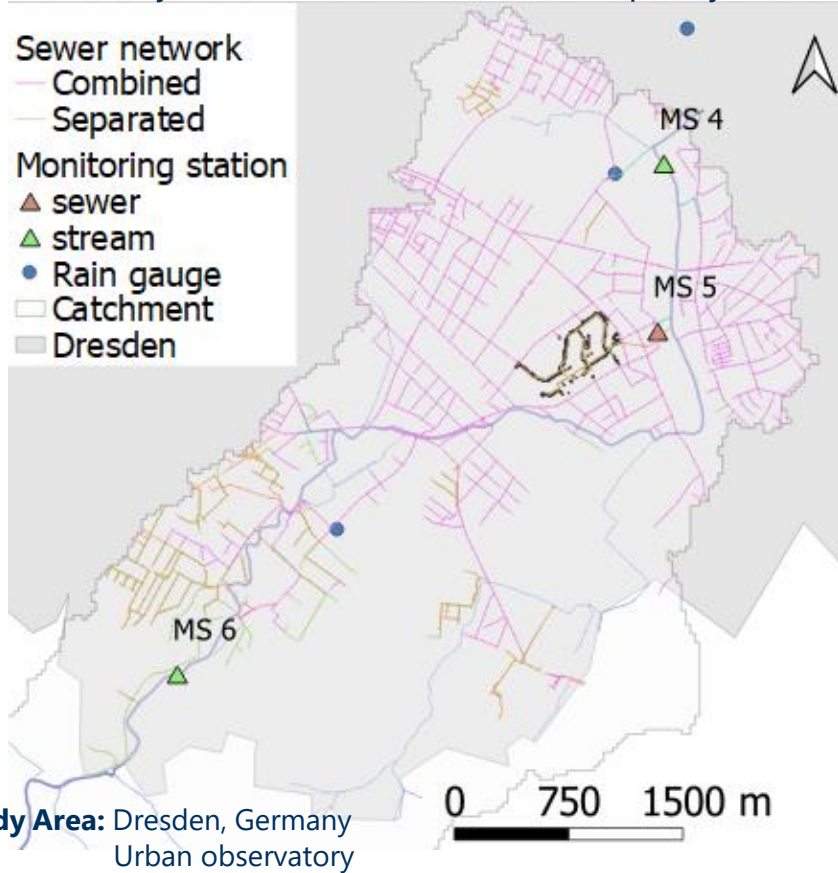 Sewer network
Combined
Separated
Monitoring station
sewer
stream
Rain gauge
Catchment
Dresden
MS 4
MS 5
MS 6
0 750 1500 m
dy Area: Dresden, Germany
Urban observatory